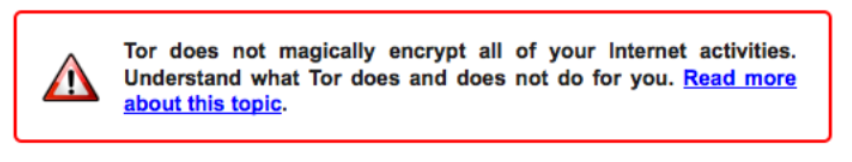 Tor does not magically encrypt all of your Internet activities.
Understand what Tor does and does not do for you. Read more
about this topic.